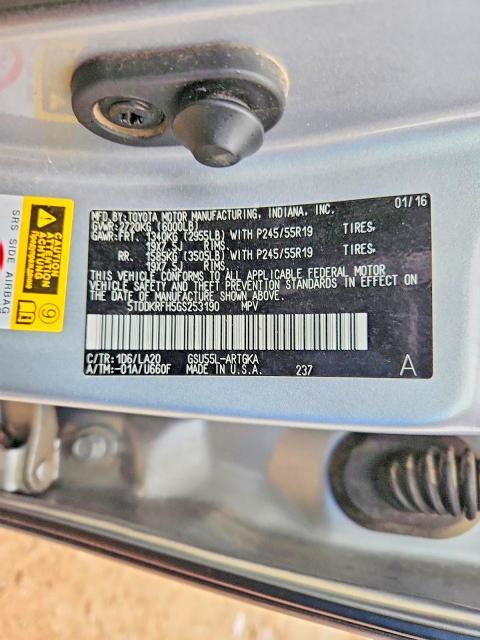 MFD. BY: TOYOTA MOTOR MANUFACTURING, INDIANA, INC. 01/16
GVWR: 2720KG (6000LB)
GAWR: FRT. 1340KG (2955LB) WITH P245/55R19 TIRES,
19X7.5J RIMS,
RR. 1585KG (3505LB) WITH P245/55R19 TIRES,
19X7.5J RIMS,
THIS VEHICLE CONFORMS TO ALL APPLICABLE FEDERAL MOTOR
VEHICLE SAFETY AND THEFT PREVENTION STANDARDS IN EFFECT ON
THE DATE OF MANUFACTURE SHOWN ABOVE.
5TDDKRFH5GS253190 MPV
C/TR: 1D6/LA20 GSU55L-ARTGKA
A/TM: -01A/U660F MADE IN U.S.A. 237 A
SRS SIDE AIRBAG
CAUTION
ATTENTION
ACHTUNG